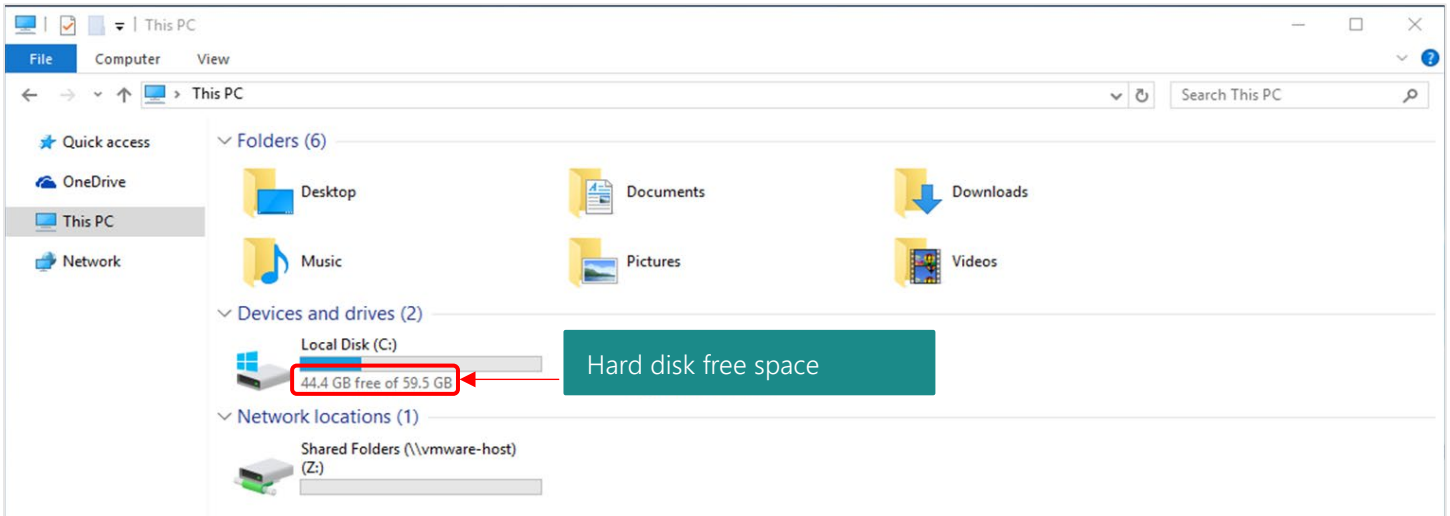 This PC
File Computer View
This PC
Search This PC
Quick access
OneDrive
This PC
Network
Folders (6)
Desktop
Documents
Downloads
Music
Pictures
Videos
Devices and drives (2)
Local Disk (C:)
44.4 GB free of 59.5 GB
Hard disk free space
Network locations (1)
Shared Folders (\\vmware-host)
(Z:)